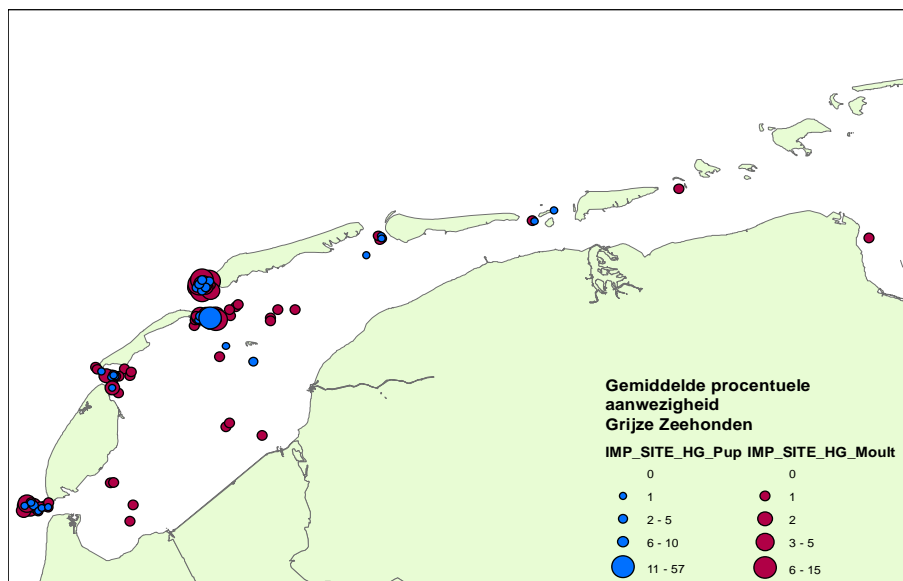 Gemiddelde procentuele
aanwezigheid
Grijze Zeehonden
IMP_SITE_HG_Pup IMP_SITE_HG_Moult
0 0
1 1
2 - 5 2
6 - 10 3 - 5
11 - 57 6 - 15